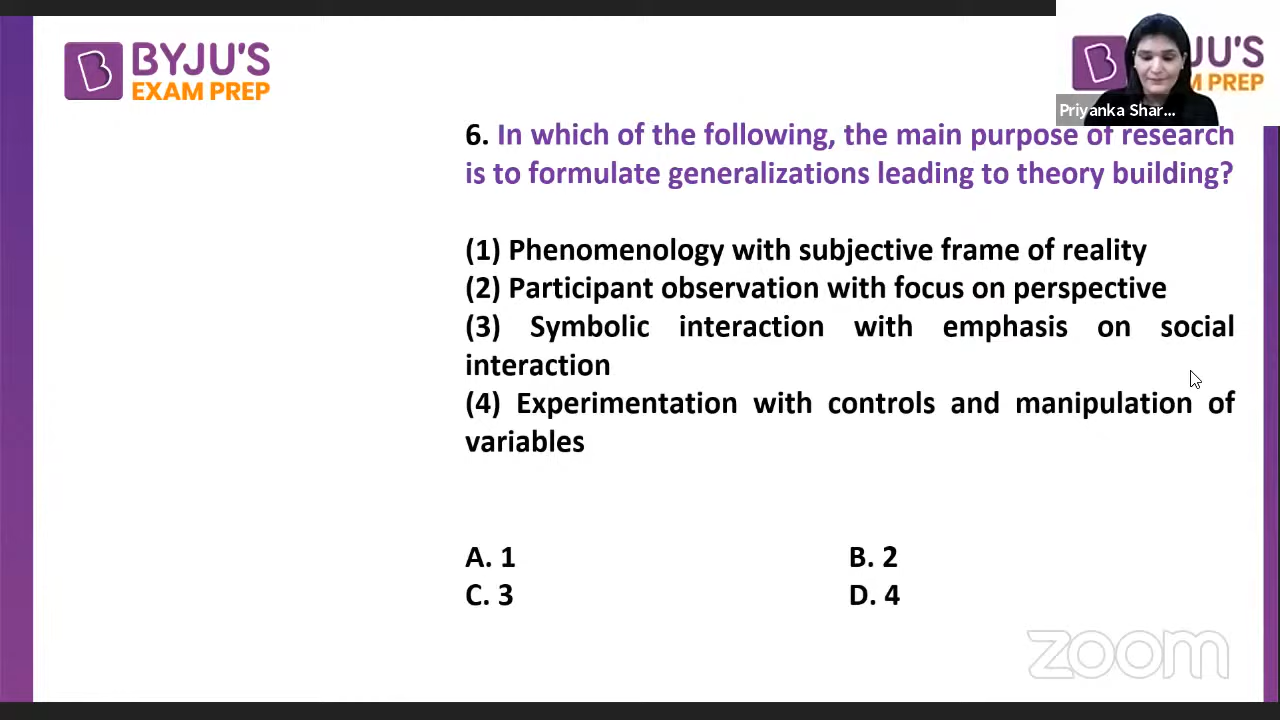 BYJU'S
EXAM PREP
JU'S
M PREP
Priyanka Shar...
6. In which of the following, the main purpose of research
is to formulate generalizations leading to theory building?
(1) Phenomenology with subjective frame of reality
(2) Participant observation with focus on perspective
(3) Symbolic interaction with emphasis on social
interaction
(4) Experimentation with controls and manipulation of
variables
A. 1
B. 2
C. 3
D. 4
zoom